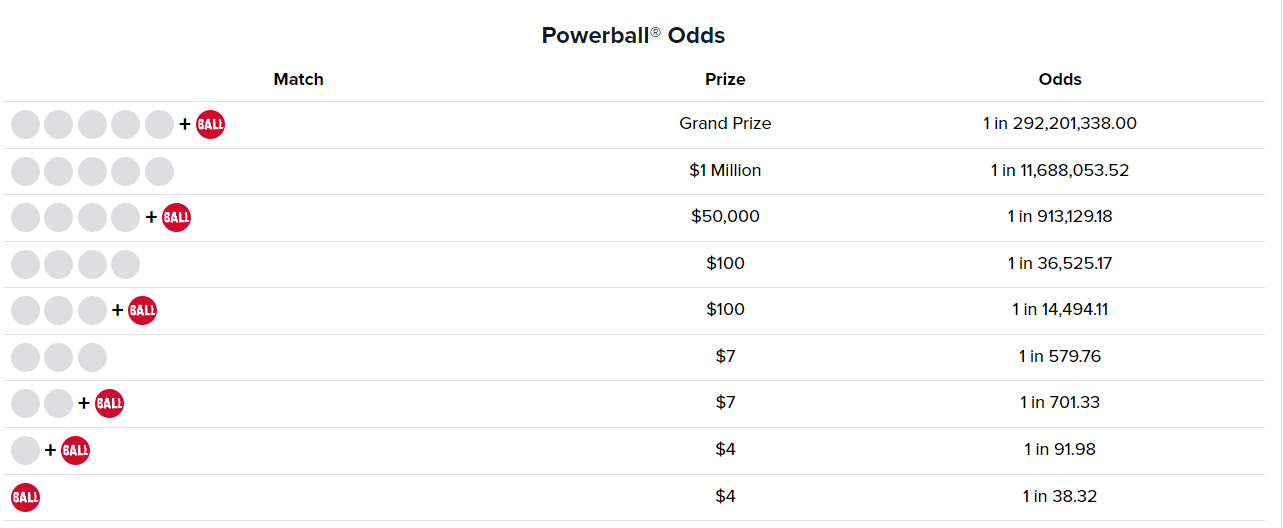 Powerball® Odds
Match Prize Odds
+ BALL Grand Prize 1 in 292,201,338.00
$1 Million 1 in 11,688,053.52
+ BALL $50,000 1 in 913,129.18
$100 1 in 36,525.17
+ BALL $100 1 in 14,494.11
$7 1 in 579.76
+ BALL $7 1 in 701.33
+ BALL $4 1 in 91.98
BALL $4 1 in 38.32